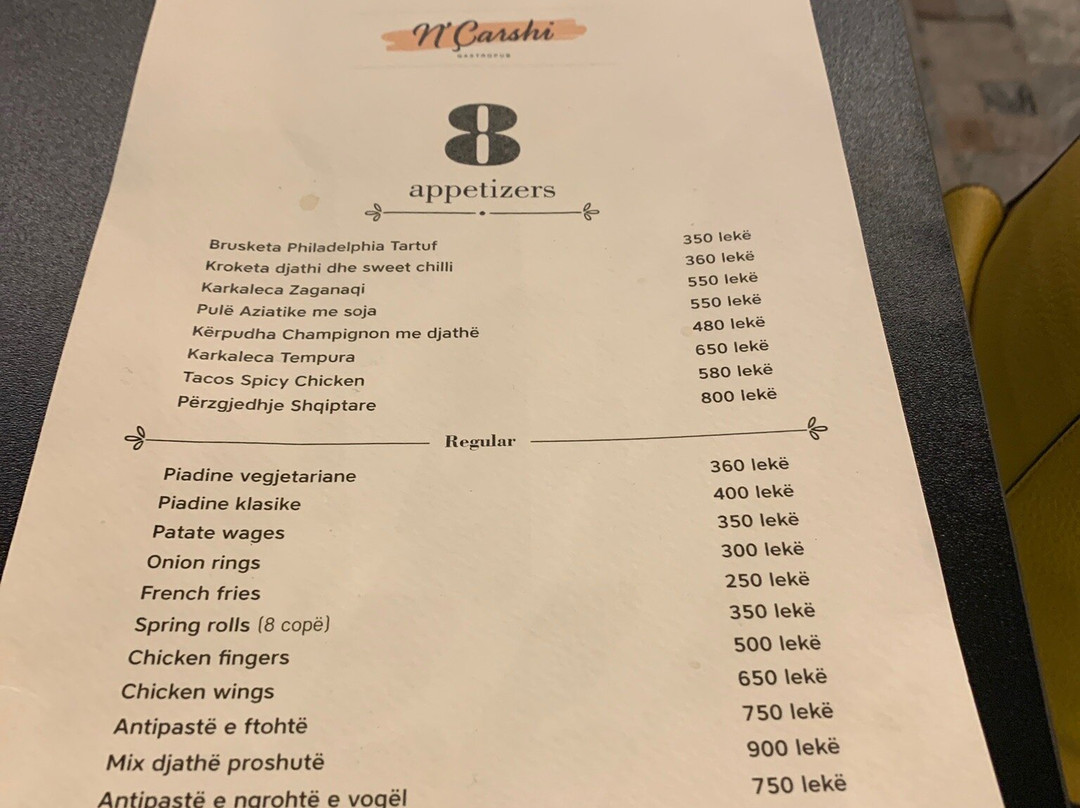 N'Çarshi
GASTROPUB
8
appetizers
Brusketa Philadelphia Tartuf 350 lekë
Kroketa djathi dhe sweet chilli 360 lekë
Karkaleca Zaganaqi 550 lekë
Pulë Aziatike me soja 550 lekë
Kërpudha Champignon me djathë 480 lekë
Karkaleca Tempura 650 lekë
Tacos Spicy Chicken 580 lekë
Përzgjedhje Shqiptare 800 lekë
Regular
Piadine vegjetariane 360 lekë
Piadine klasike 400 lekë
Patate wages 350 lekë
Onion rings 300 lekë
French fries 250 lekë
Spring rolls (8 copë) 350 lekë
Chicken fingers 500 lekë
Chicken wings 650 lekë
Antipastë e ftohtë 750 lekë
Mix djathë proshutë 900 lekë
Antipastë e ngrohtë e vogël 750 lekë